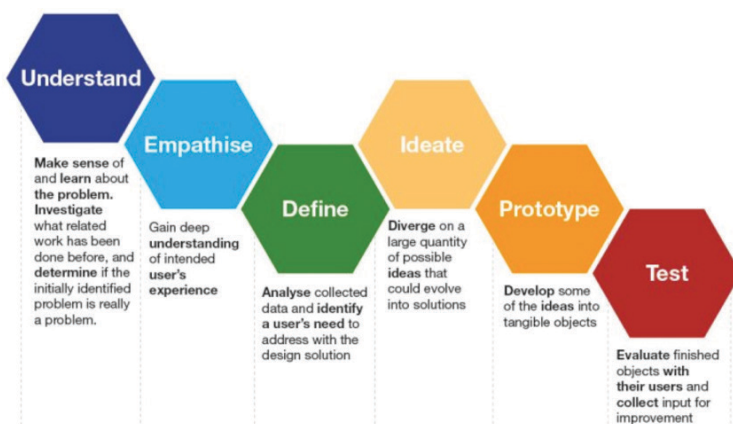 Understand
Make sense of
and learn about
the problem.
Investigate
what related
work has been
done before, and
determine if the
initially identified
problem is really
a problem.
Empathise
Gain deep
understanding
of intended
user's
experience
Define
Analyse collected
data and identify
a user's need to
address with the
design solution
Ideate
Diverge on a
large quantity
of possible
ideas that
could evolve
into solutions
Prototype
Develop some
of the ideas into
tangible objects
Test
Evaluate finished
objects with
their users and
collect input for
improvement